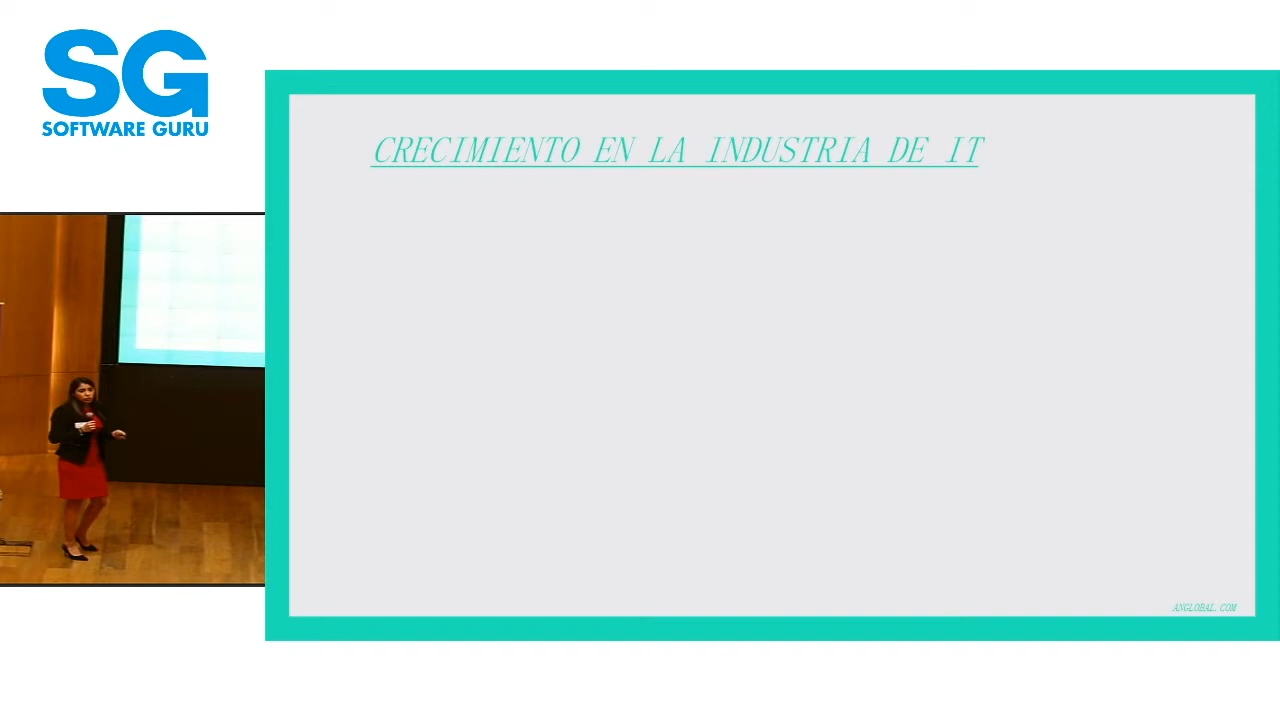 SG
SOFTWARE GURU
CRECIMIENTO EN LA INDUSTRIA DE IT
ANGLOBAL.COM